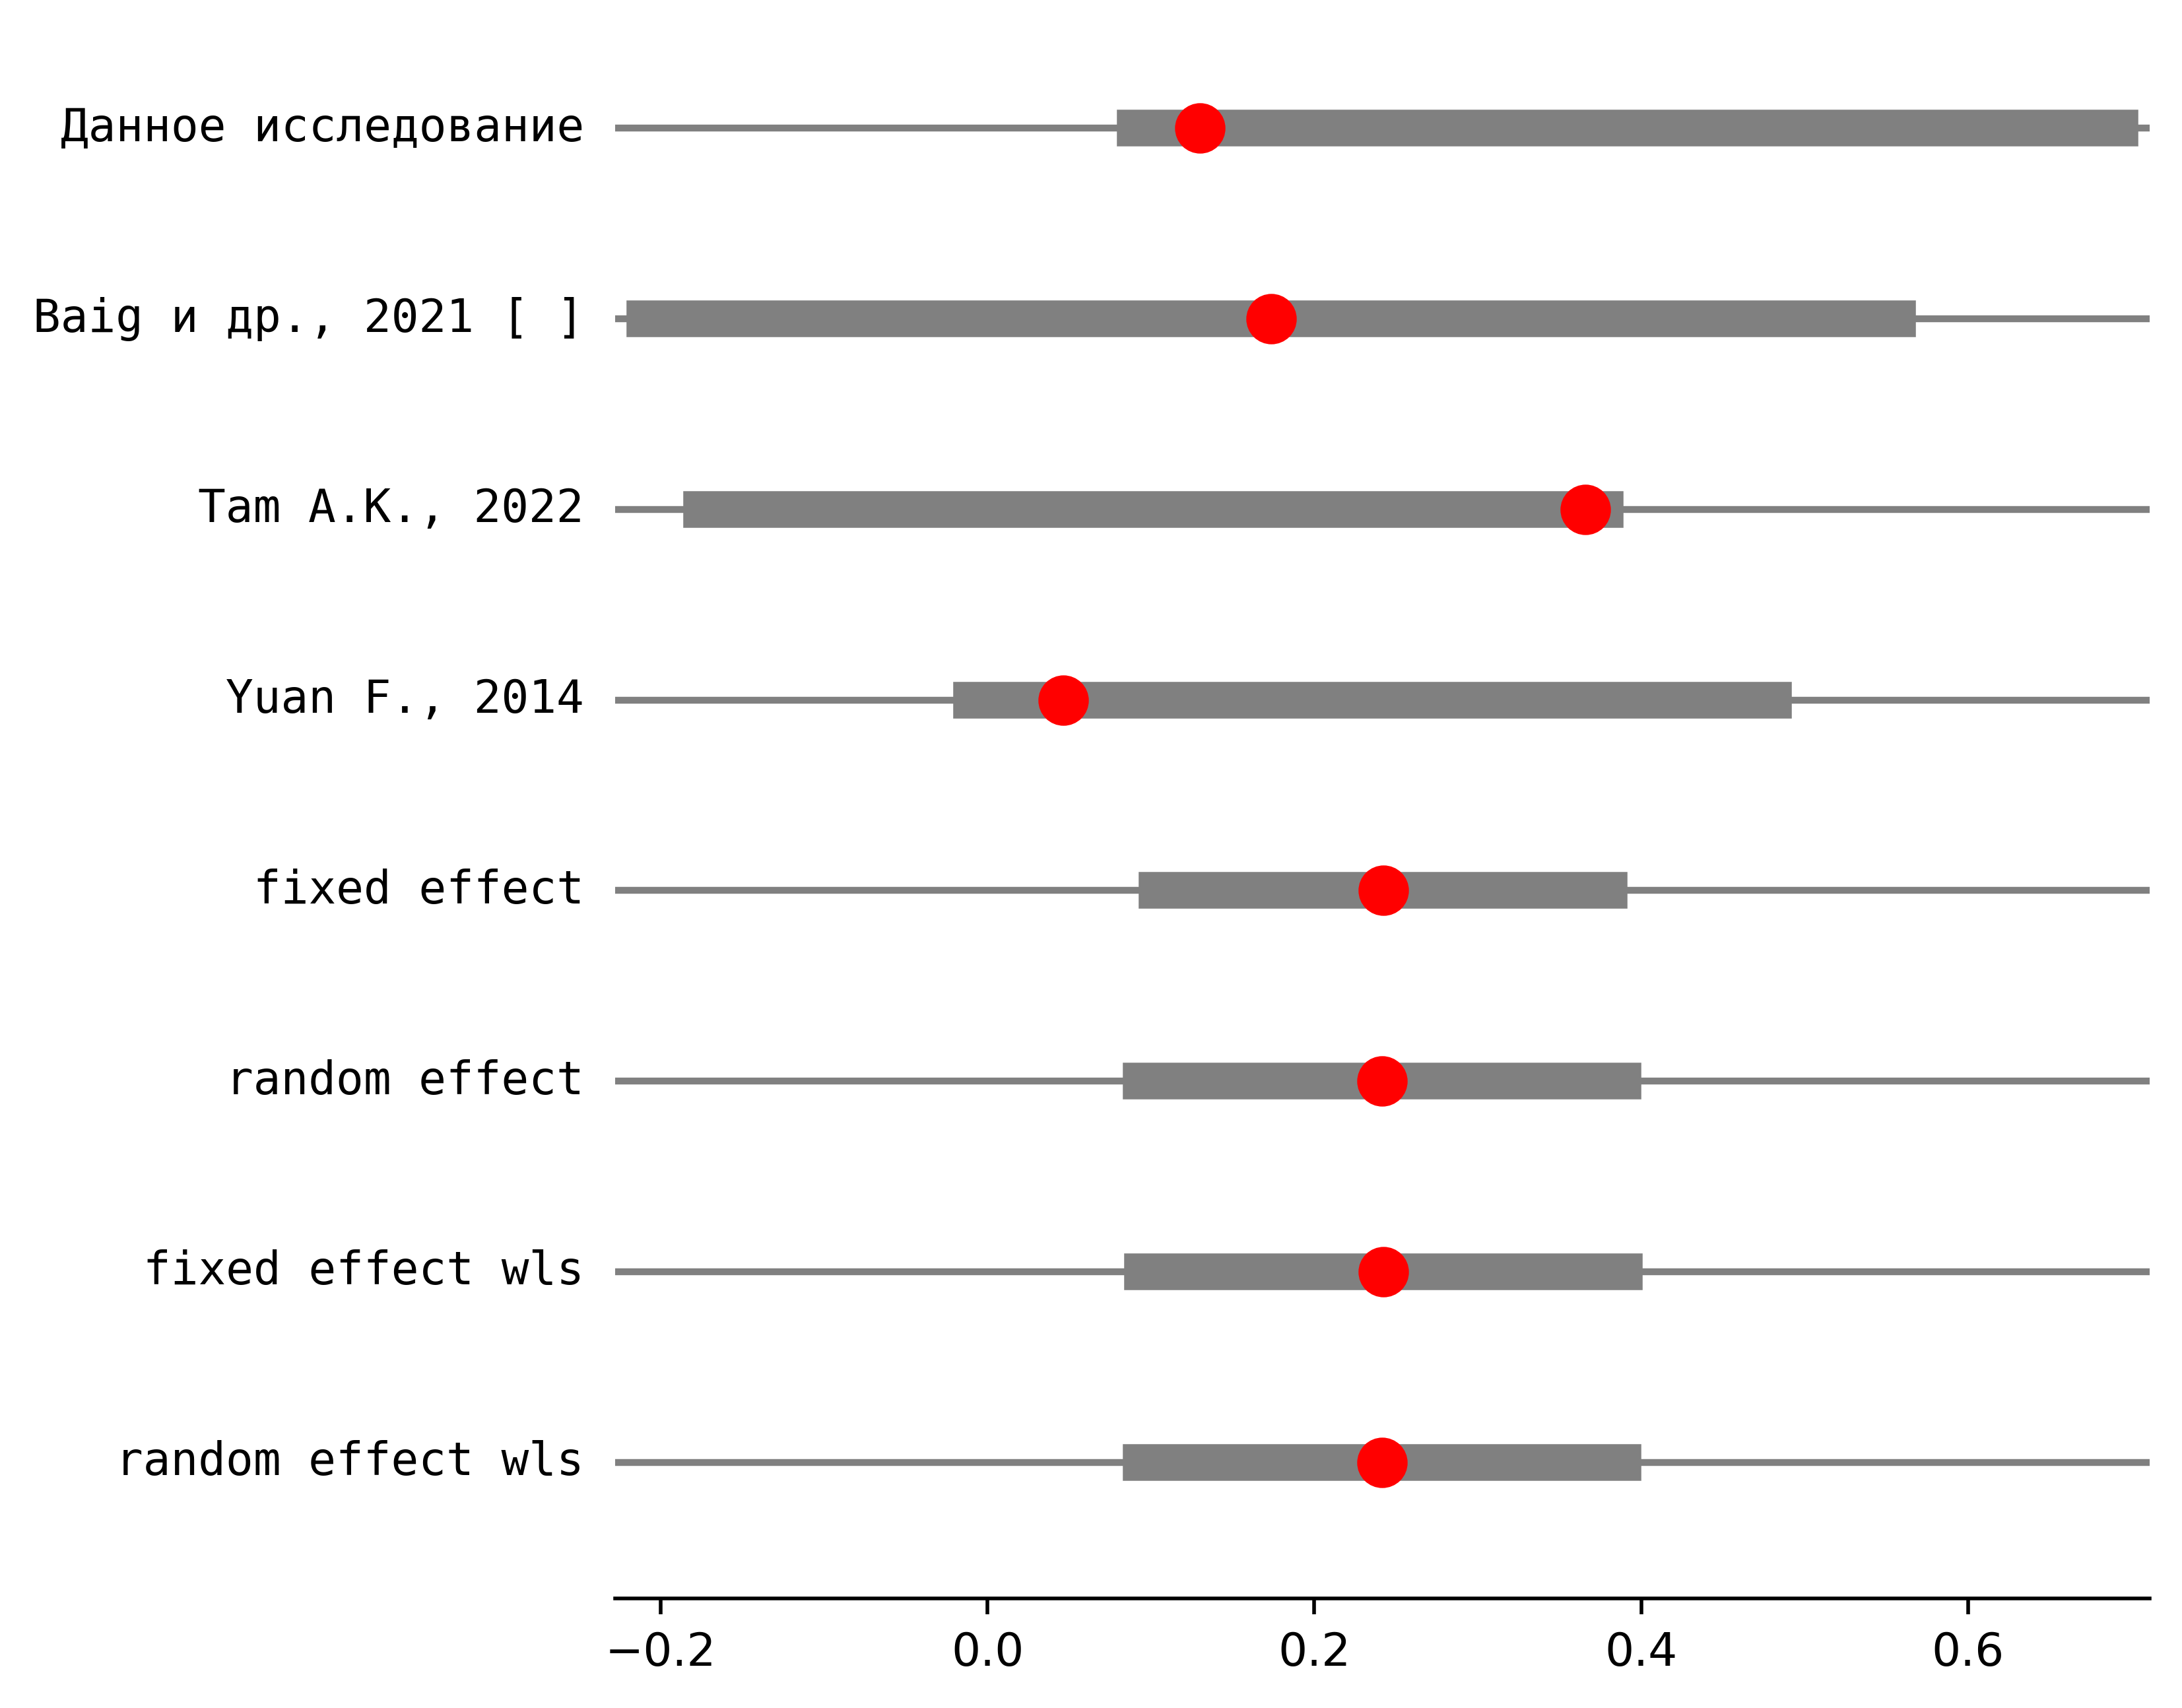 Данное исследование
Baig и др., 2021 [ ]
Tam A.K., 2022
Yuan F., 2014
fixed effect
random effect
fixed effect wls
random effect wls
−0.2 0.0 0.2 0.4 0.6